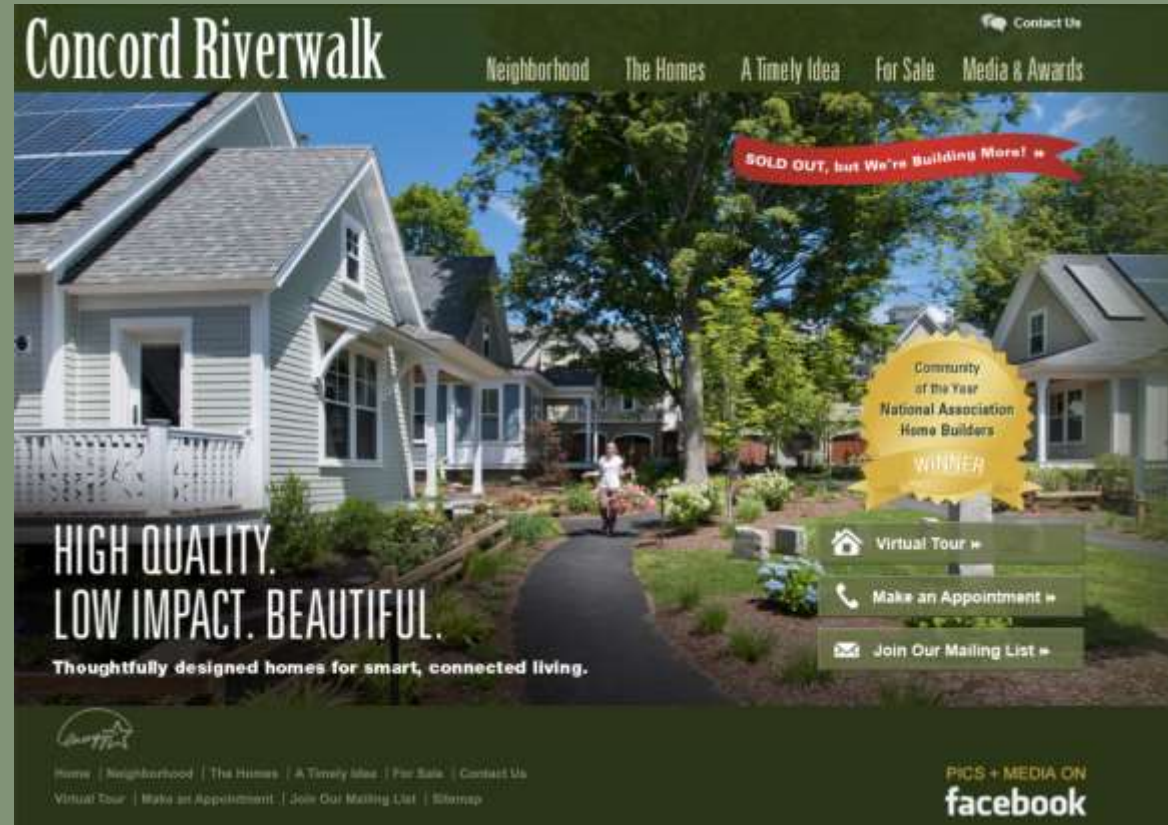 Concord Riverwalk
Contact Us
Neighborhood The Homes A Timely Idea For Sale Media & Awards
SOLD OUT, but We're Building More! »
Community
of the Year
National Association
Home Builders
WINNER
HIGH QUALITY.
LOW IMPACT. BEAUTIFUL.
Thoughtfully designed homes for smart, connected living.
Virtual Tour »
Make an Appointment »
Join Our Mailing List »
Home | Neighborhood | The Homes | A Timely Idea | For Sale | Contact Us
Virtual Tour | Make an Appointment | Join Our Mailing List | Sitemap
PICS + MEDIA ON
facebook